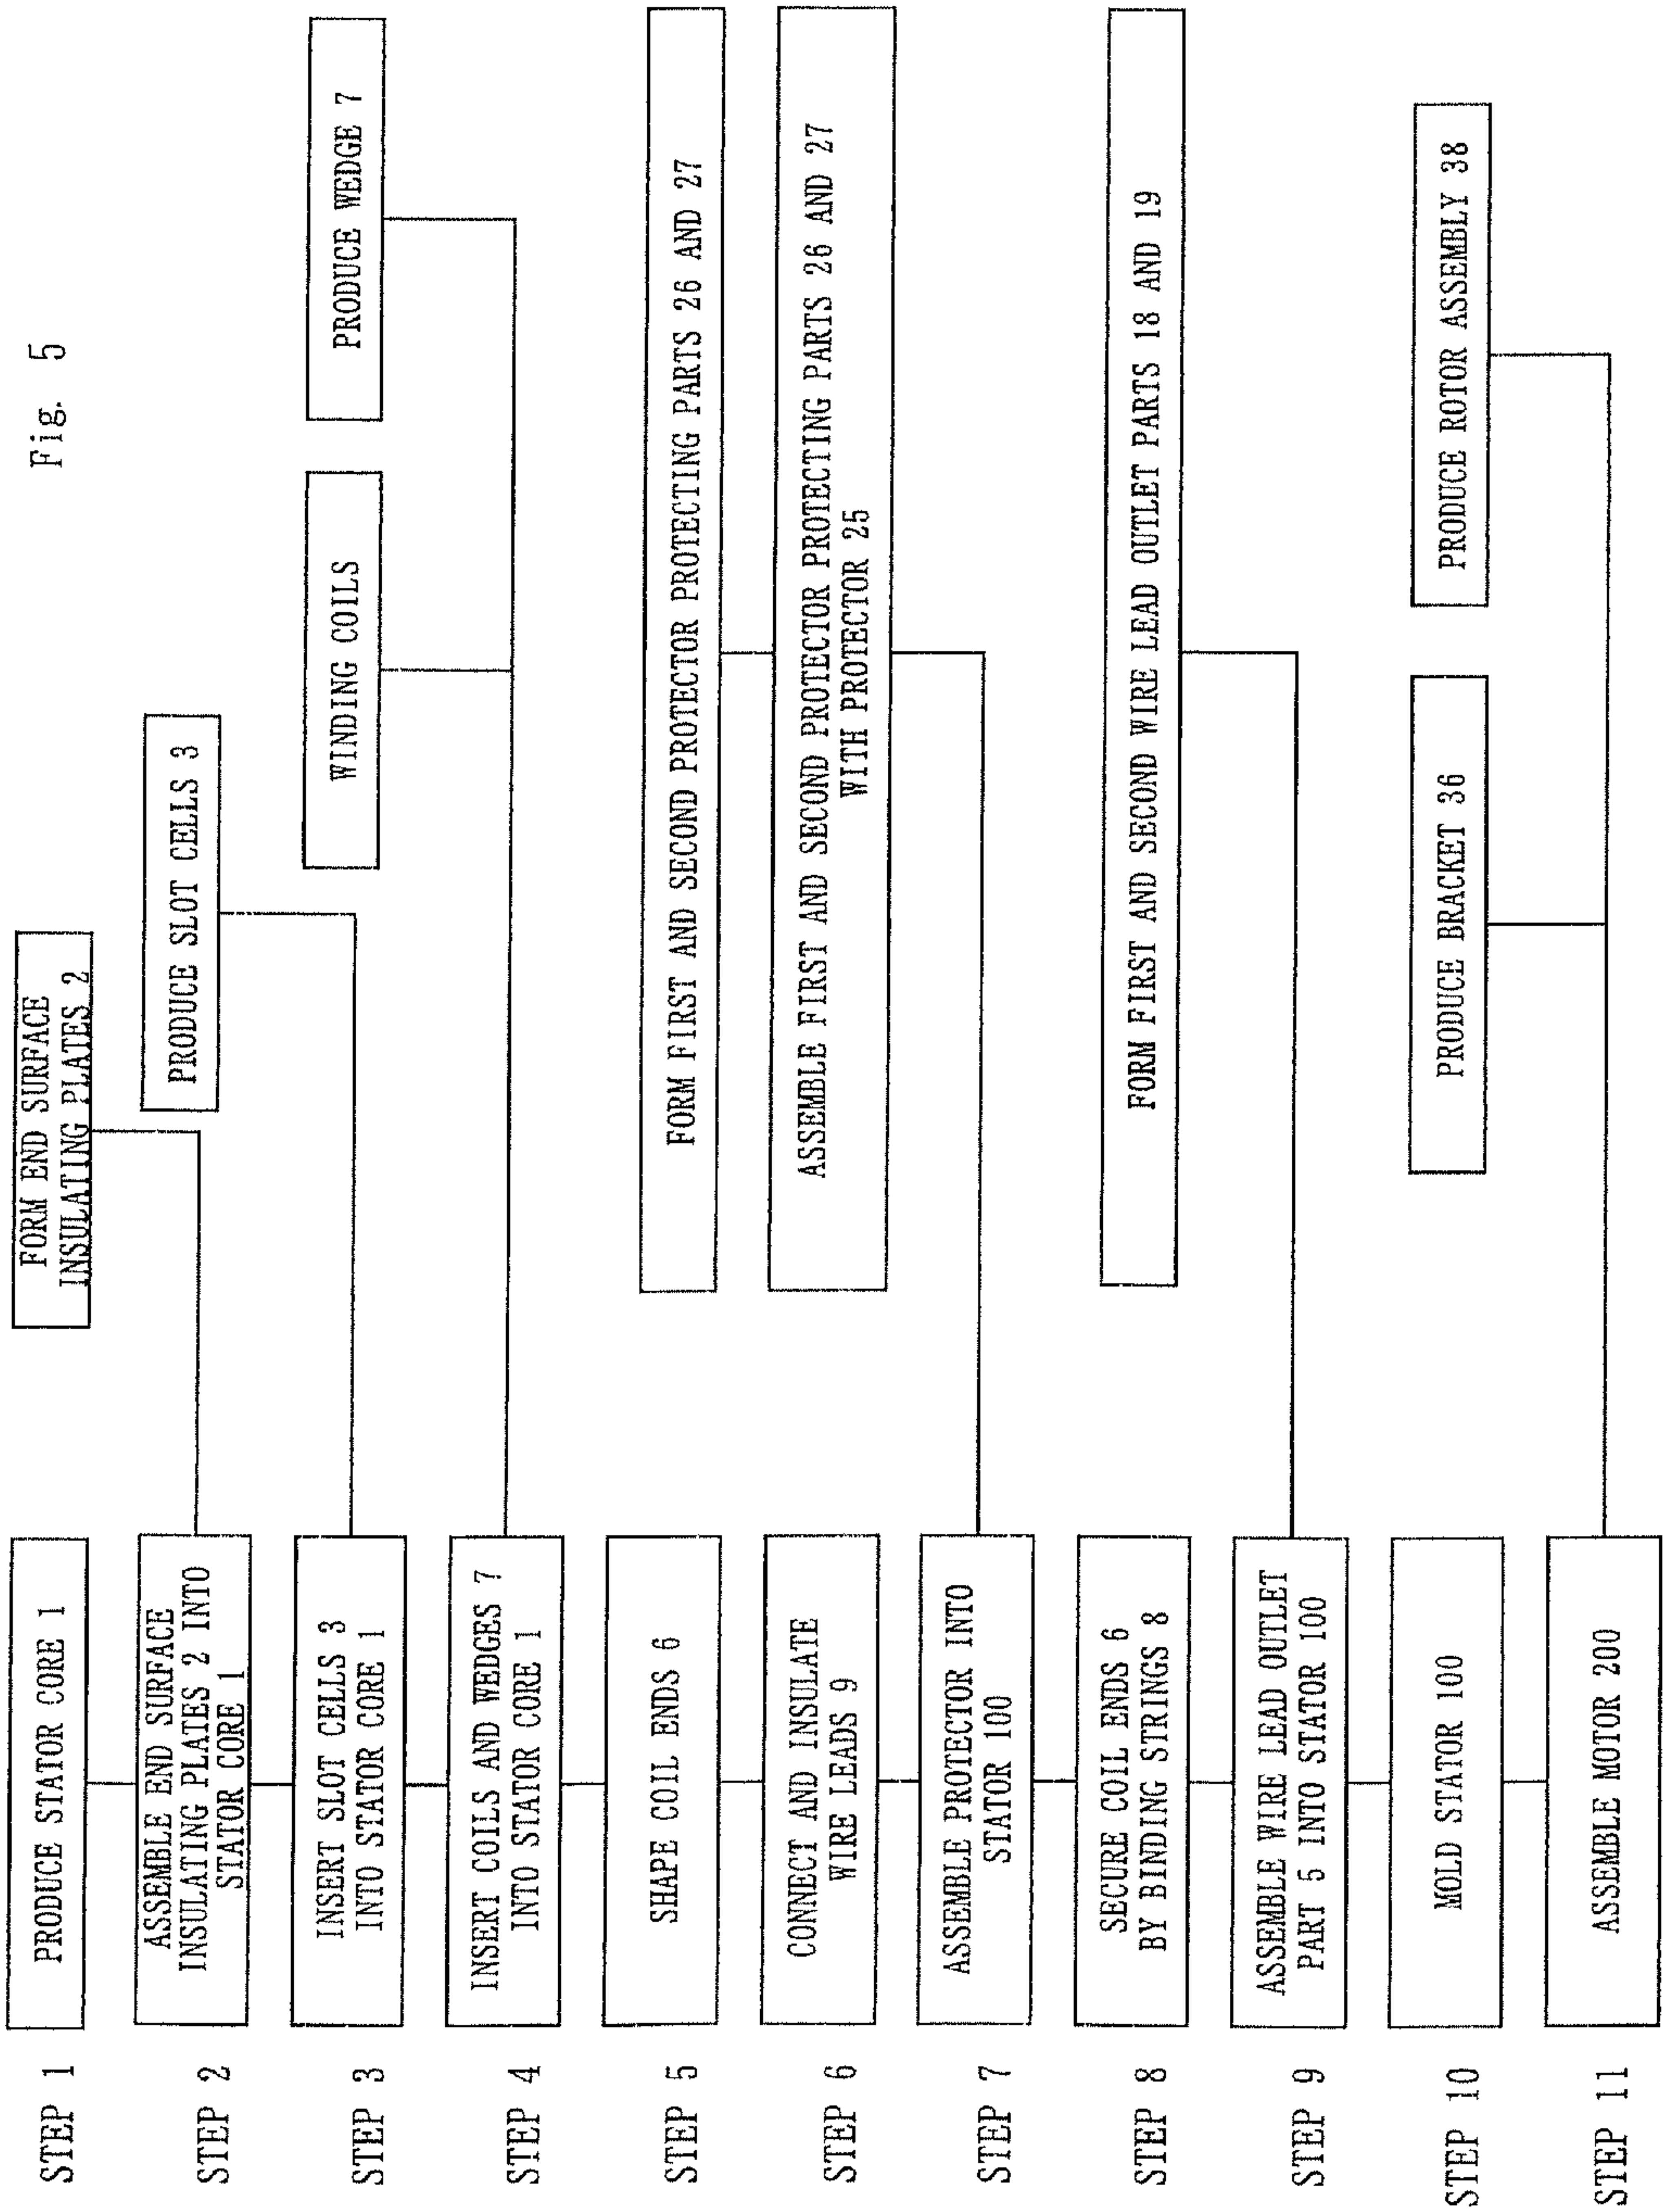 Fig. 5
STEP 1
PRODUCE STATOR CORE 1
FORM END SURFACE
INSULATING PLATES 2
STEP 2
ASSEMBLE END SURFACE
INSULATING PLATES 2 INTO
STATOR CORE 1
PRODUCE SLOT CELLS 3
STEP 3
INSERT SLOT CELLS 3
INTO STATOR CORE 1
WINDING COILS
PRODUCE WEDGE 7
STEP 4
INSERT COILS AND WEDGES 7
INTO STATOR CORE 1
STEP 5
SHAPE COIL ENDS 6
FORM FIRST AND SECOND PROTECTOR PROTECTING PARTS 26 AND 27
STEP 6
CONNECT AND INSULATE
WIRE LEADS 9
ASSEMBLE FIRST AND SECOND PROTECTOR PROTECTING PARTS 26 AND 27
WITH PROTECTOR 25
STEP 7
ASSEMBLE PROTECTOR INTO
STATOR 100
STEP 8
SECURE COIL ENDS 6
BY BINDING STRINGS 8
FORM FIRST AND SECOND WIRE LEAD OUTLET PARTS 18 AND 19
STEP 9
ASSEMBLE WIRE LEAD OUTLET
PART 5 INTO STATOR 100
STEP 10
MOLD STATOR 100
PRODUCE BRACKET 36
PRODUCE ROTOR ASSEMBLY 38
STEP 11
ASSEMBLE MOTOR 200